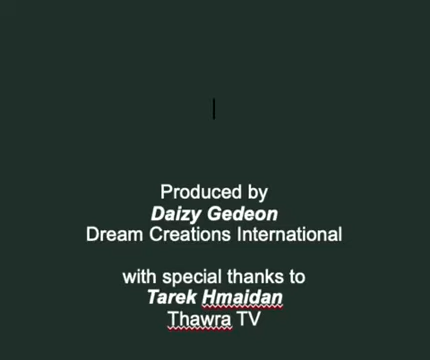 Produced by
Daizy Gedeon
Dream Creations International
with special thanks to
Tarek Hmaidan
Thawra TV